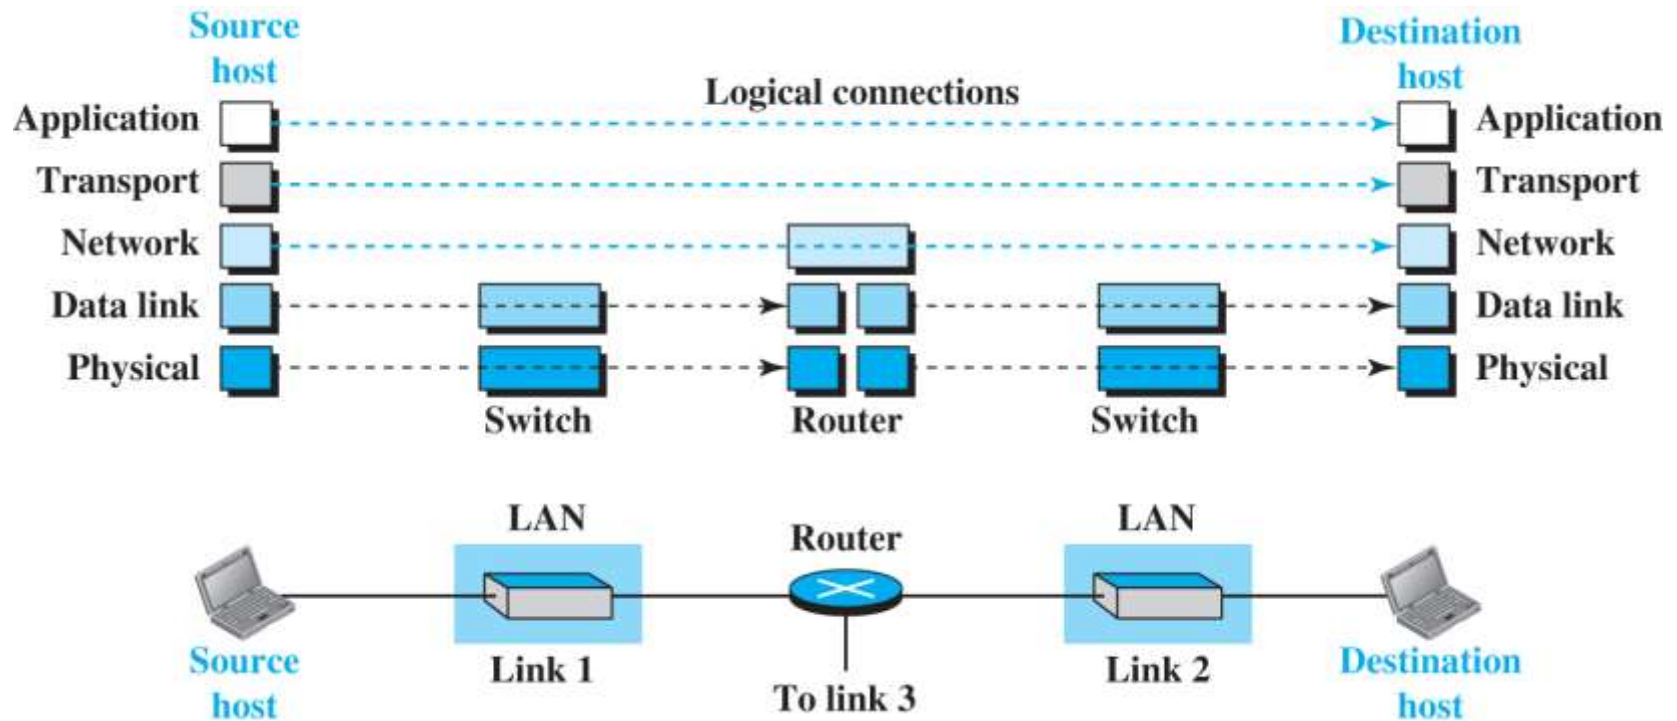 Source
host
Destination
host
Logical connections
Application
Application
Transport
Transport
Network
Network
Data link
Data link
Physical
Physical
Switch
Router
Switch
LAN
Router
LAN
Source
host
Link 1
To link 3
Link 2
Destination
host